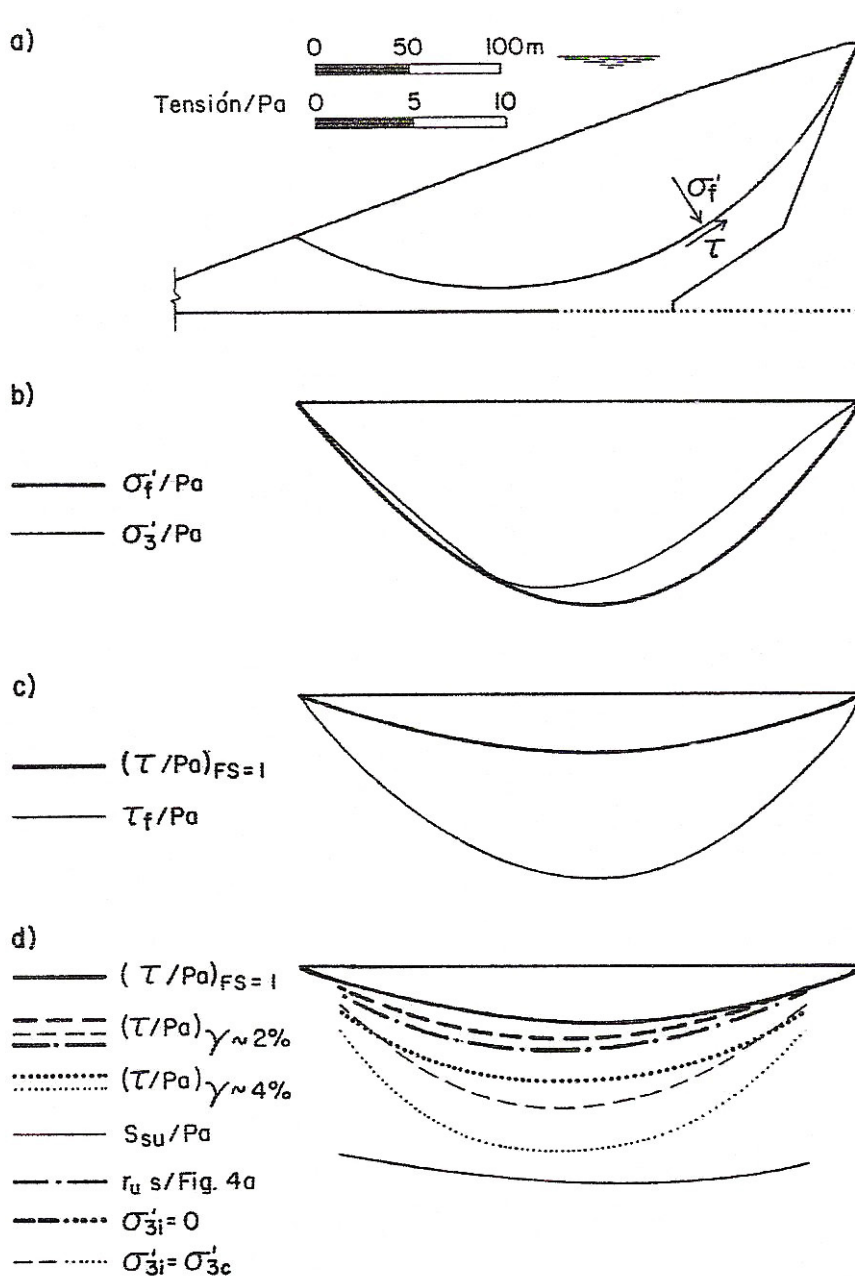 a)
0 50 100m
Tensión/Pa 0 5 10
σ'f
τ
b)
σ'f/Pa
σ'3/Pa
c)
(τ/Pa)FS=1
τf/Pa
d)
(τ/Pa)FS=1
(τ/Pa)γ~2%
(τ/Pa)γ~4%
Ssu/Pa
ru s/Fig. 4a
σ'3i=0
σ'3i=σ'3c